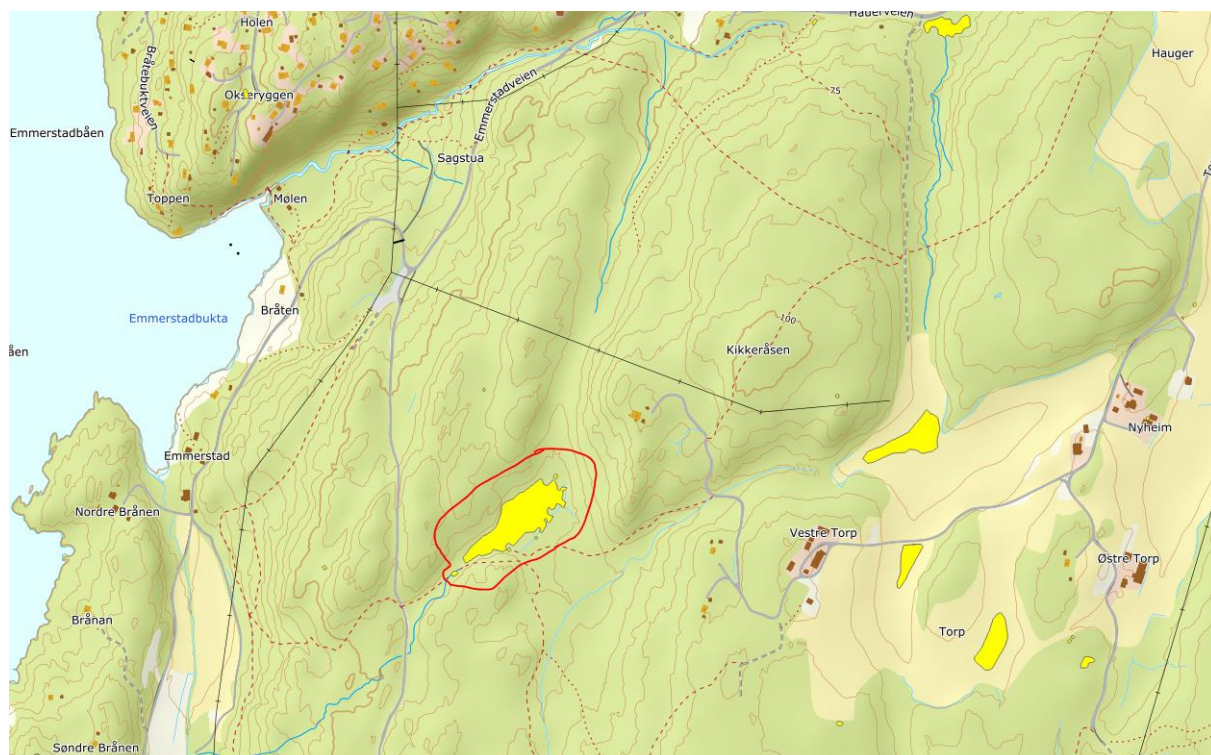 Holen
Hauerveien
Hauger
Bråtebuktveien
Okseryggen
75
Emmerstadveien
Emmerstadbåen
Sagstua
Toppen
Mølen
Bråten
Emmerstadbukta
100
Kikkeråsen
åen
Nyheim
Emmerstad
Nordre Brånen
Vestre Torp
Østre Torp
Brånan
Torp
Søndre Brånen